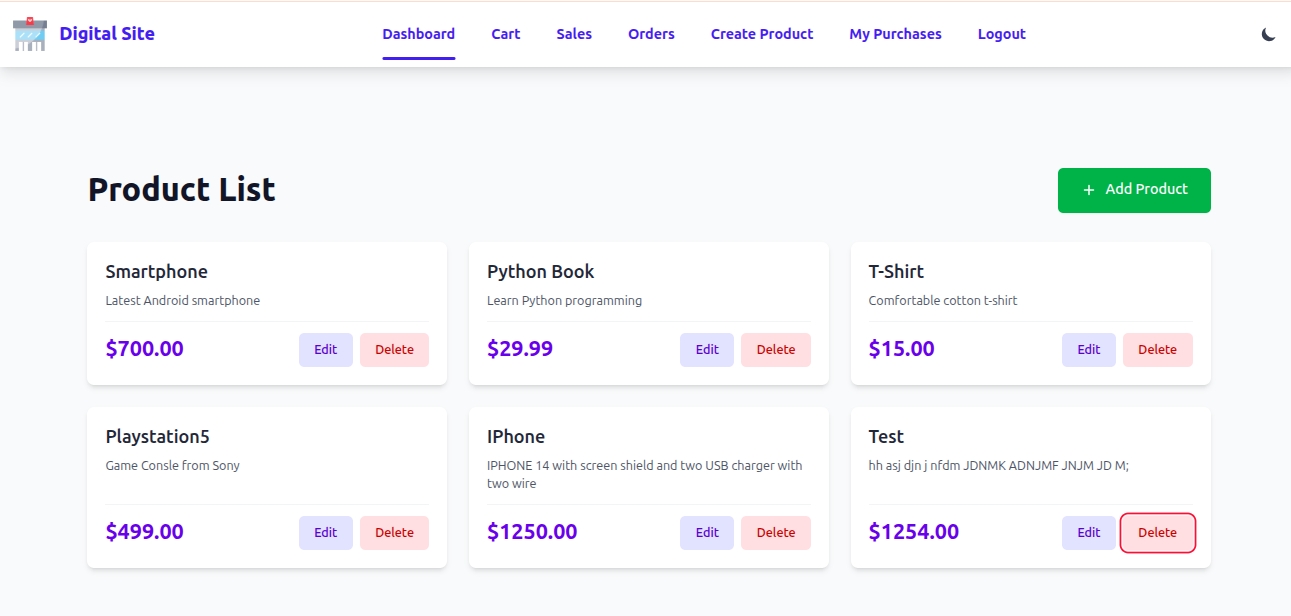 Digital Site
Dashboard
Cart
Sales
Orders
Create Product
My Purchases
Logout
Product List
+ Add Product
Smartphone
Latest Android smartphone
$700.00
Edit
Delete
Python Book
Learn Python programming
$29.99
Edit
Delete
T-Shirt
Comfortable cotton t-shirt
$15.00
Edit
Delete
Playstation5
Game Consle from Sony
$499.00
Edit
Delete
IPhone
IPHONE 14 with screen shield and two USB charger with
two wire
$1250.00
Edit
Delete
Test
hh asj djn j nfdm JDNMK ADNJMF JNJM JD M;
$1254.00
Edit
Delete